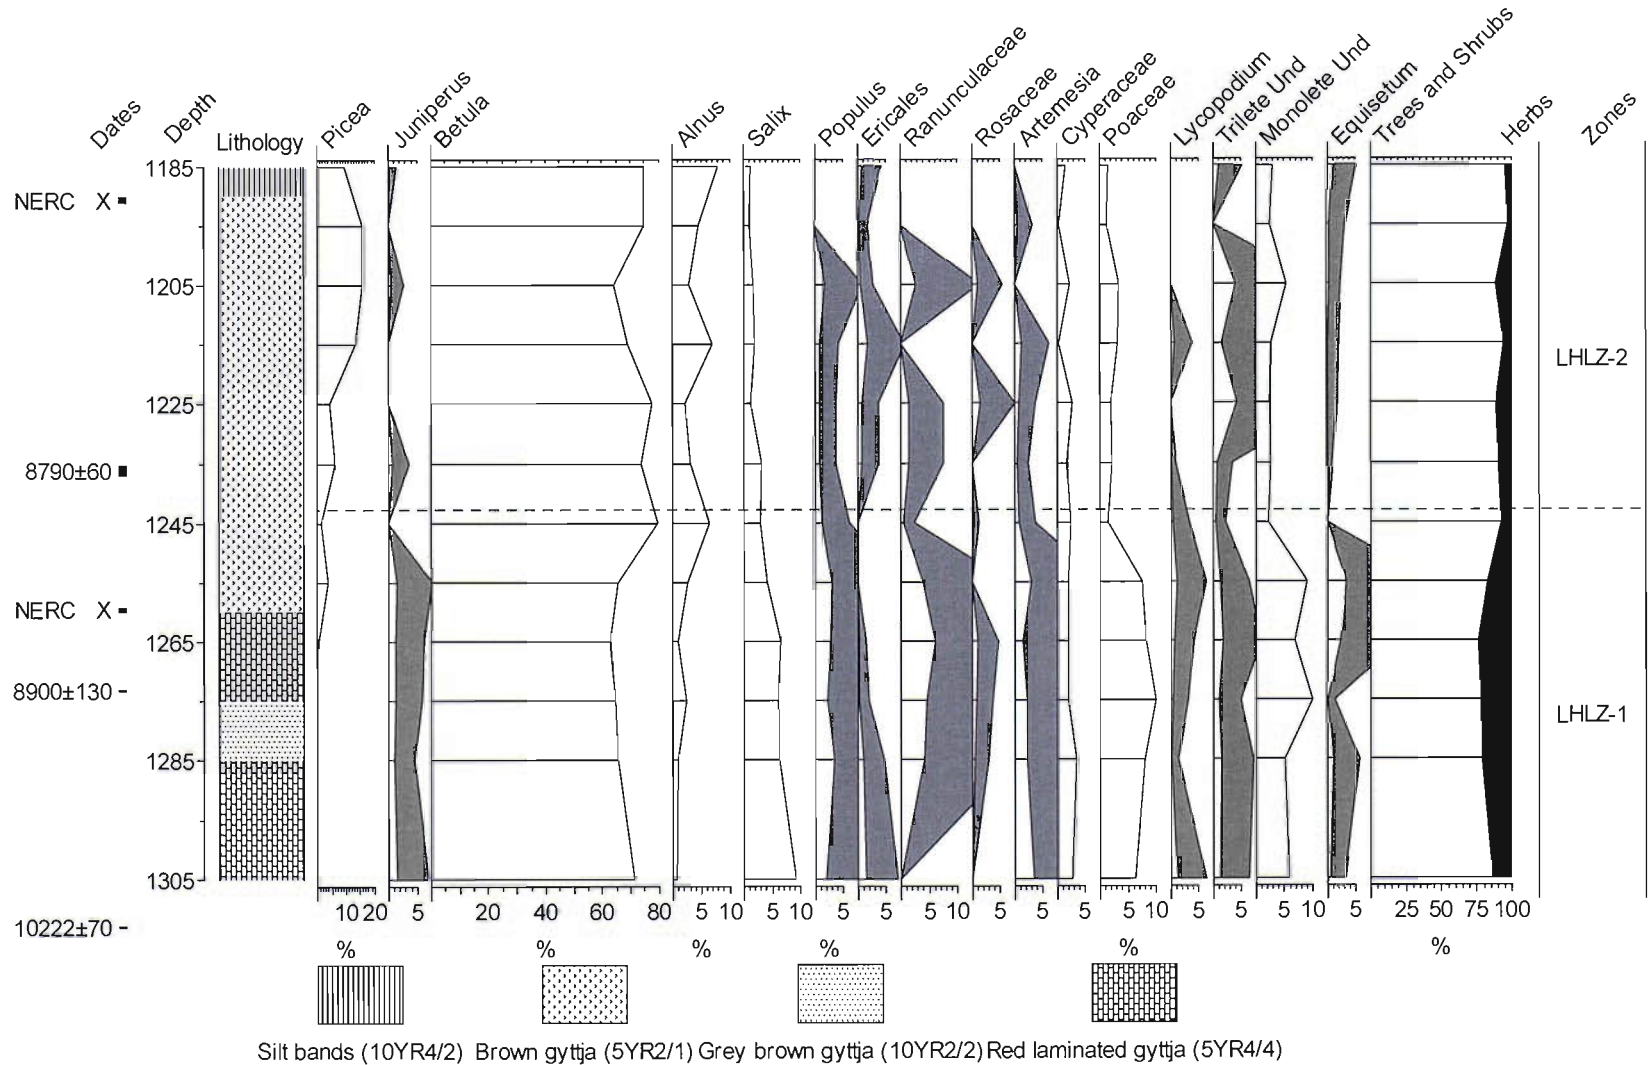 Dates
Depth
Lithology
Picea
Juniperus
Betula
Alnus
Salix
Populus
Ericales
Ranunculaceae
Rosaceae
Artemesia
Cyperaceae
Poaceae
Lycopodium
Trilete Und
Monolete Und
Equisetum
Trees and Shrubs
Herbs
Zones
1185
NERC X
1205
LHLZ-2
1225
8790±60
1245
NERC X
1265
8900±130
LHLZ-1
1285
1305
10 20 5 20 40 60 80 5 10 5 10 5 5 5 10 5 5 5 5 10 5 5 5 10 5 25 50 75 100
10222±70
% % % % % %
Silt bands (10YR4/2) Brown gyttja (5YR2/1) Grey brown gyttja (10YR2/2) Red laminated gyttja (5YR4/4)